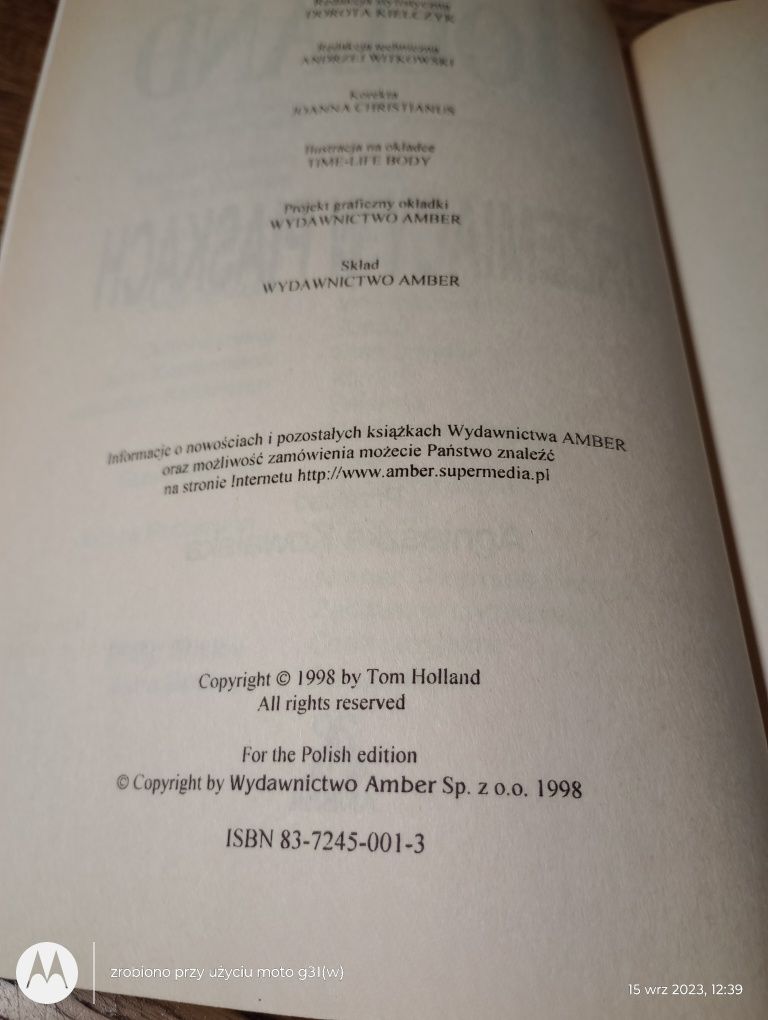 Redakcja stylistyczna
DOROTA KIELCZYK
Redakcja techniczna
ANDRZEJ WITKOWSKI
Korekta
JOANNA CHRISTIANUS
Ilustracja na okładce
TIME-LIFE BODY
Projekt graficzny okładki
WYDAWNICTWO AMBER
Skład
WYDAWNICTWO AMBER
Informacje o nowościach i pozostałych książkach Wydawnictwa AMBER
oraz możliwość zamówienia możecie Państwo znaleźć
na stronie Internetu http://www.amber.supermedia.pl
Copyright © 1998 by Tom Holland
All rights reserved
For the Polish edition
© Copyright by Wydawnictwo Amber Sp. z o.o. 1998
ISBN 83-7245-001-3
zrobiono przy użyciu moto g31(w)
15 wrz 2023, 12:39